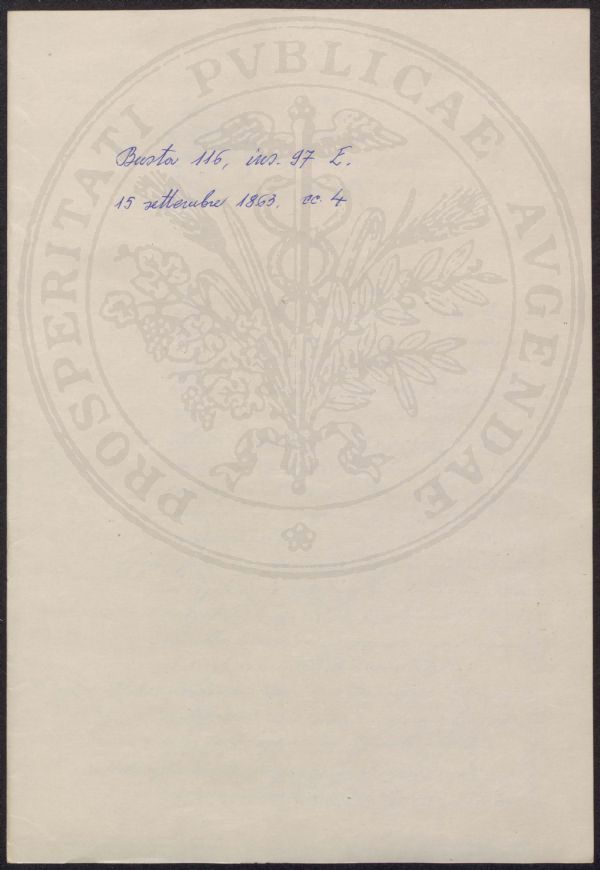 PROSPERITATI PVBLICAE AVGENDAE
Busta 116, ins. 97 E.
15 settembre 1863. cc. 4